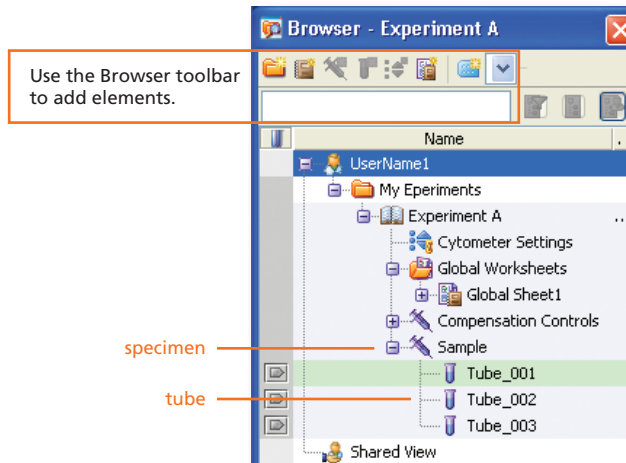 Browser - Experiment A
Use the Browser toolbar
to add elements.
Name
UserName1
My Eperiments
Experiment A
..
Cytometer Settings
Global Worksheets
Global Sheet1
Compensation Controls
specimen
Sample
Tube_001
tube
Tube_002
Tube_003
Shared View